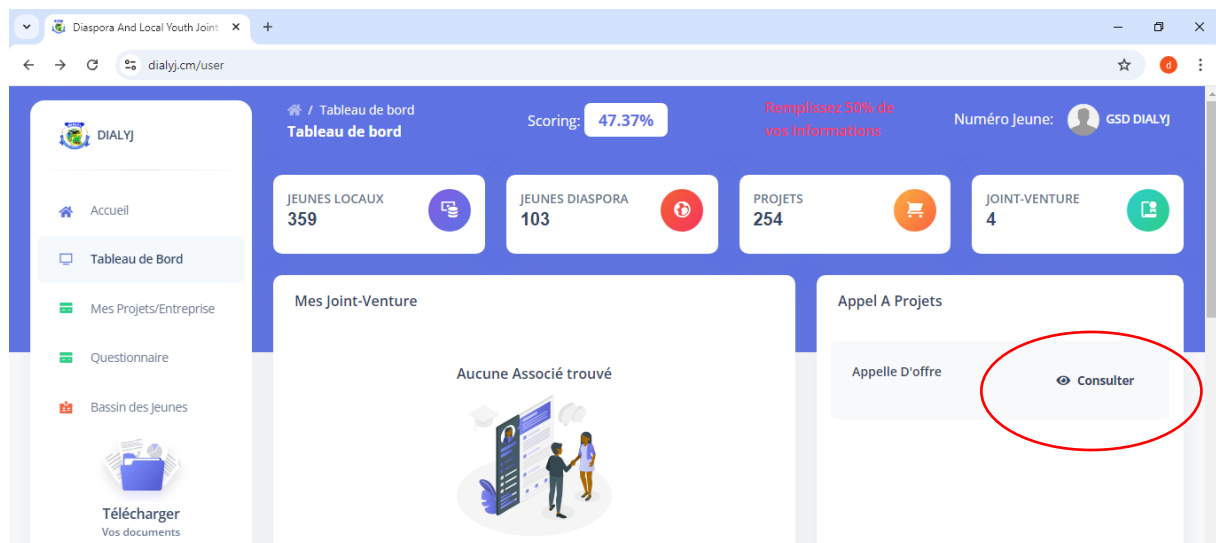 Diaspora And Local Youth Joint
dialyj.cm/user
DIALYJ
Accueil
Tableau de Bord
Mes Projets/Entreprise
Questionnaire
Bassin des Jeunes
Télécharger
Vos documents
/ Tableau de bord
Tableau de bord
Scoring: 47.37%
Remplissez 50% de
vos informations
Numéro Jeune:
GSD DIALYJ
JEUNES LOCAUX
359
JEUNES DIASPORA
103
PROJETS
254
JOINT-VENTURE
4
Mes Joint-Venture
Aucune Associé trouvé
Appel A Projets
Appelle D'offre
Consulter